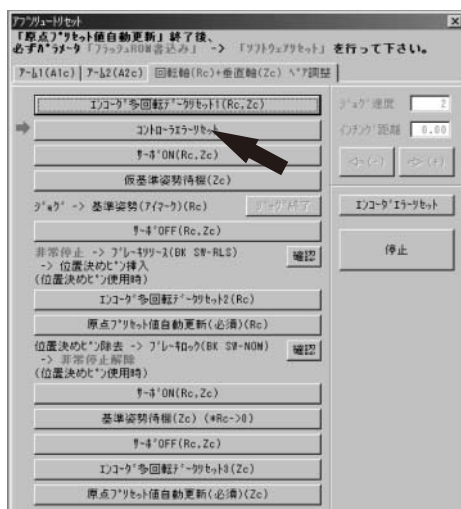 アブソリュートリセット
「原点プリセット値自動更新」終了後、
必ずパラメータ「フラッシュROM書込み」 -> 「ソフトウェアリセット」を行って下さい。
アーム1(A1c) アーム2(A2c) 回転軸(Rc)+垂直軸(Zc) ペア調整
エンコーダ多回転データリセット1(Rc,Zc)
コントローラエラーリセット
サーボON(Rc,Zc)
仮基準姿勢待機(Zc)
ジョグ -> 基準姿勢(アイマーク)(Rc) ジョグ終了
サーボOFF(Rc,Zc)
非常停止 -> ブレーキリリース(BK SW-RLS)
-> 位置決めピン挿入
(位置決めピン使用時)
確認
エンコーダ多回転データリセット2(Rc)
原点プリセット値自動更新(必須)(Rc)
位置決めピン除去 -> ブレーキロック(BK SW-NOM)
-> 非常停止解除
(位置決めピン使用時)
確認
サーボON(Rc,Zc)
基準姿勢待機(Zc) (*Rc->0)
サーボOFF(Rc,Zc)
エンコーダ多回転データリセット3(Zc)
原点プリセット値自動更新(必須)(Zc)
ジョグ速度 2
インチング距離 0.00
<-(-) -> (+)
エンコーダエラーリセット
停止